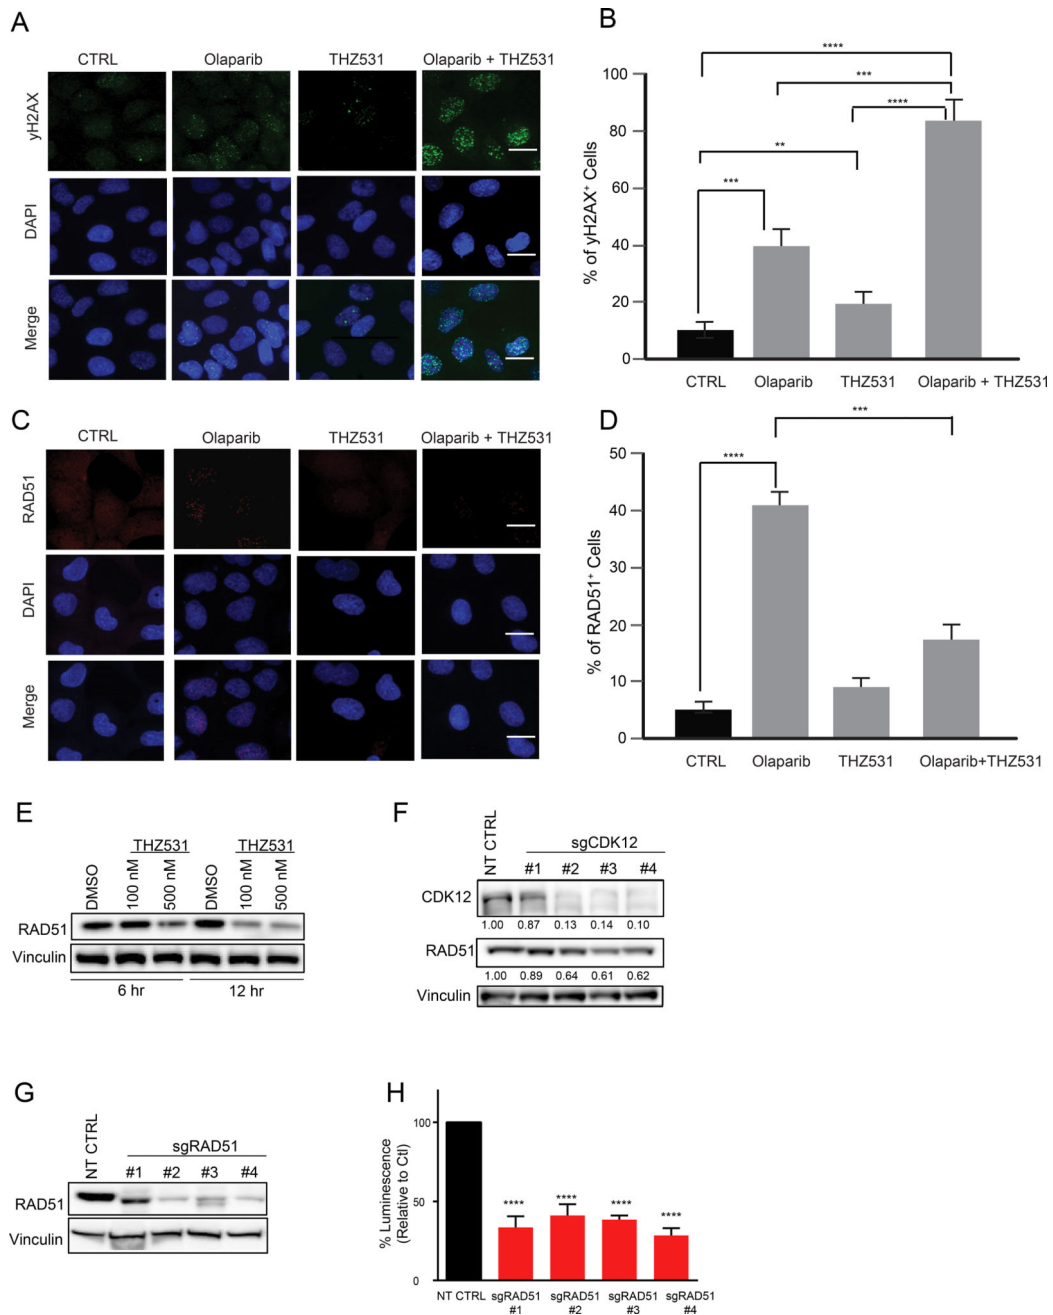 A
CTRL Olaparib THZ531 Olaparib + THZ531
yH2AX
DAPI
Merge
B
% of yH2AX+ Cells
100
80
60
40
20
0
****
***
****
**
***
CTRL Olaparib THZ531 Olaparib + THZ531
C
CTRL Olaparib THZ531 Olaparib + THZ531
RAD51
DAPI
Merge
D
% of RAD51+ Cells
50
40
30
20
10
0
***
****
CTRL Olaparib THZ531 Olaparib+THZ531
E
THZ531 THZ531
DMSO 100 nM 500 nM DMSO 100 nM 500 nM
RAD51
Vinculin
6 hr 12 hr
F
NT CTRL
sgCDK12
#1 #2 #3 #4
CDK12
1.00 0.87 0.13 0.14 0.10
RAD51
1.00 0.89 0.64 0.61 0.62
Vinculin
G
NT CTRL
sgRAD51
#1 #2 #3 #4
RAD51
Vinculin
H
% Luminescence
(Relative to Ctl)
100
50
0
**** **** **** ****
NT CTRL sgRAD51 sgRAD51 sgRAD51 sgRAD51
#1 #2 #3 #4